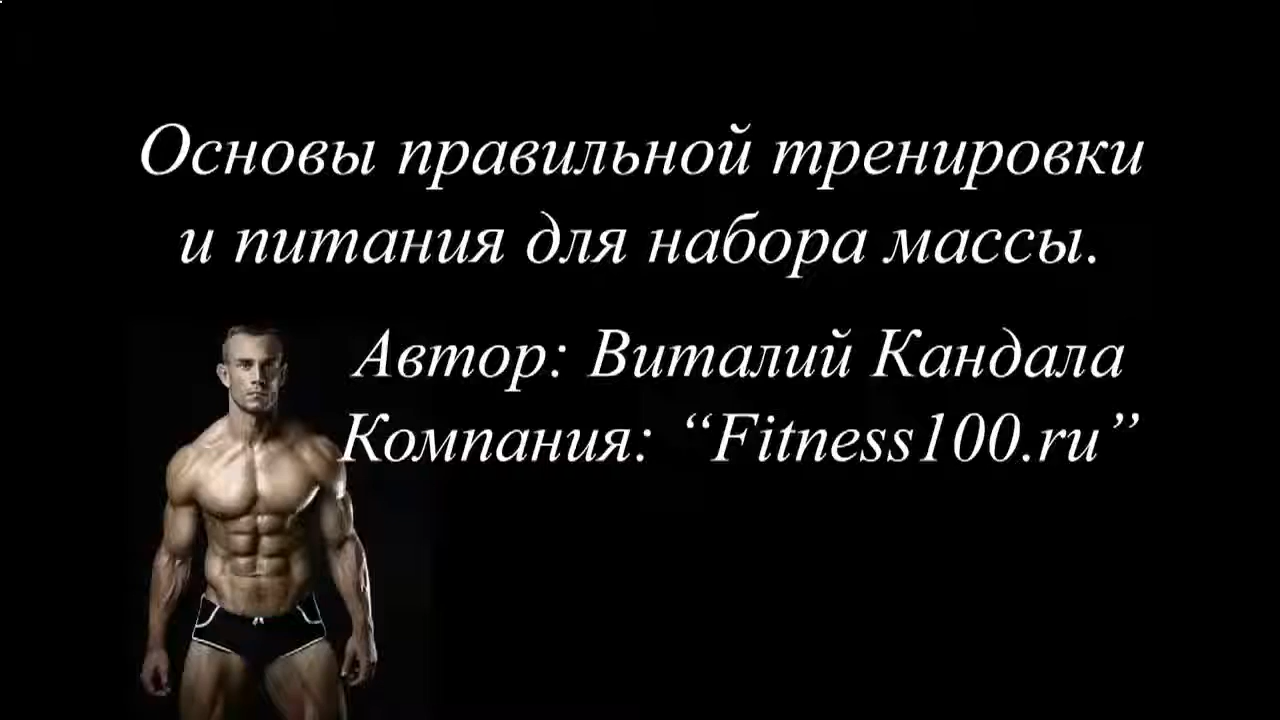 Основы правильной тренировки
и питания для набора массы.
Автор: Виталий Кандала
Компания: “Fitness100.ru”